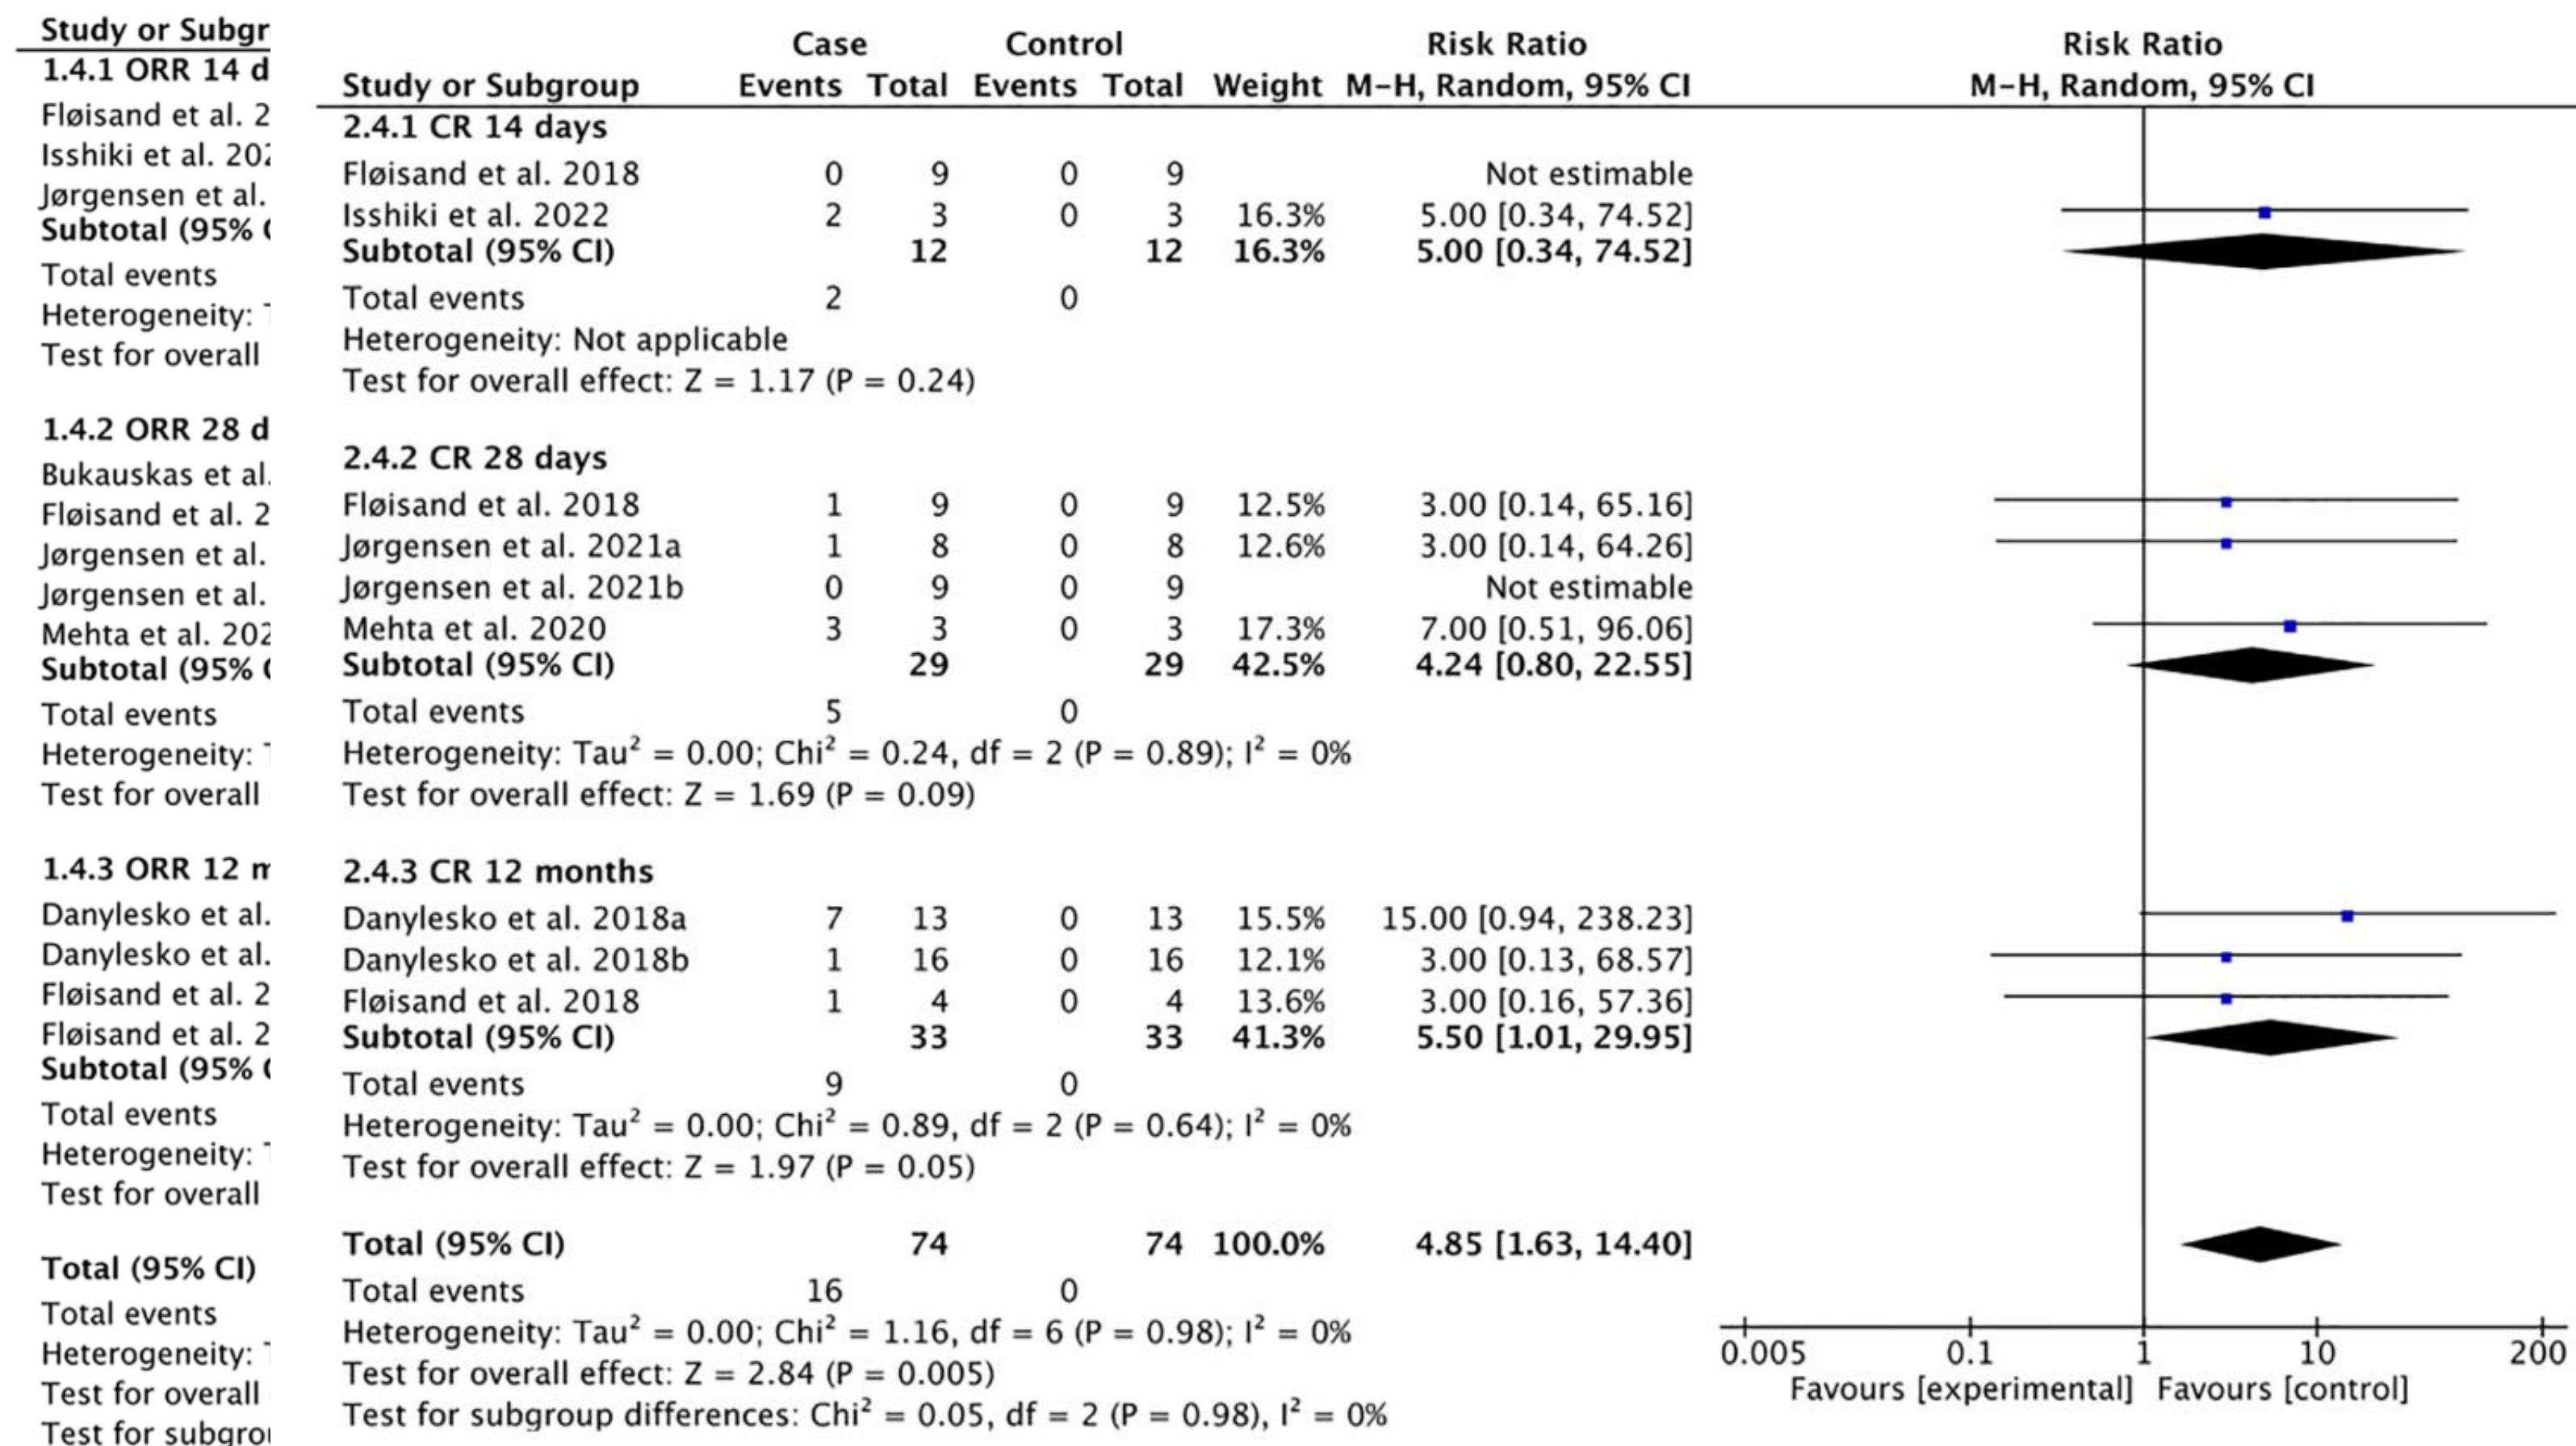 Study or Subgr
1.4.1 ORR 14 d
Fløisand et al. 2
Isshiki et al. 202
Jørgensen et al.
Subtotal (95% C
Total events
Heterogeneity: T
Test for overall
1.4.2 ORR 28 d
Bukauskas et al.
Fløisand et al. 2
Jørgensen et al.
Jørgensen et al.
Mehta et al. 202
Subtotal (95% C
Total events
Heterogeneity: T
Test for overall
1.4.3 ORR 12 m
Danylesko et al.
Danylesko et al.
Fløisand et al. 2
Fløisand et al. 2
Subtotal (95% C
Total events
Heterogeneity: T
Test for overall
Total (95% CI)
Total events
Heterogeneity: T
Test for overall
Test for subgrou
Case Control Risk Ratio Risk Ratio
Study or Subgroup Events Total Events Total Weight M-H, Random, 95% CI M-H, Random, 95% CI
2.4.1 CR 14 days
Fløisand et al. 2018 0 9 0 9 Not estimable
Isshiki et al. 2022 2 3 0 3 16.3% 5.00 [0.34, 74.52]
Subtotal (95% CI) 12 12 16.3% 5.00 [0.34, 74.52]
Total events 2 0
Heterogeneity: Not applicable
Test for overall effect: Z = 1.17 (P = 0.24)
2.4.2 CR 28 days
Fløisand et al. 2018 1 9 0 9 12.5% 3.00 [0.14, 65.16]
Jørgensen et al. 2021a 1 8 0 8 12.6% 3.00 [0.14, 64.26]
Jørgensen et al. 2021b 0 9 0 9 Not estimable
Mehta et al. 2020 3 3 0 3 17.3% 7.00 [0.51, 96.06]
Subtotal (95% CI) 29 29 42.5% 4.24 [0.80, 22.55]
Total events 5 0
Heterogeneity: Tau² = 0.00; Chi² = 0.24, df = 2 (P = 0.89); I² = 0%
Test for overall effect: Z = 1.69 (P = 0.09)
2.4.3 CR 12 months
Danylesko et al. 2018a 7 13 0 13 15.5% 15.00 [0.94, 238.23]
Danylesko et al. 2018b 1 16 0 16 12.1% 3.00 [0.13, 68.57]
Fløisand et al. 2018 1 4 0 4 13.6% 3.00 [0.16, 57.36]
Subtotal (95% CI) 33 33 41.3% 5.50 [1.01, 29.95]
Total events 9 0
Heterogeneity: Tau² = 0.00; Chi² = 0.89, df = 2 (P = 0.64); I² = 0%
Test for overall effect: Z = 1.97 (P = 0.05)
Total (95% CI) 74 74 100.0% 4.85 [1.63, 14.40]
Total events 16 0
Heterogeneity: Tau² = 0.00; Chi² = 1.16, df = 6 (P = 0.98); I² = 0%
Test for overall effect: Z = 2.84 (P = 0.005)
Test for subgroup differences: Chi² = 0.05, df = 2 (P = 0.98), I² = 0%
0.005 0.1 1 10 200
Favours [experimental] Favours [control]